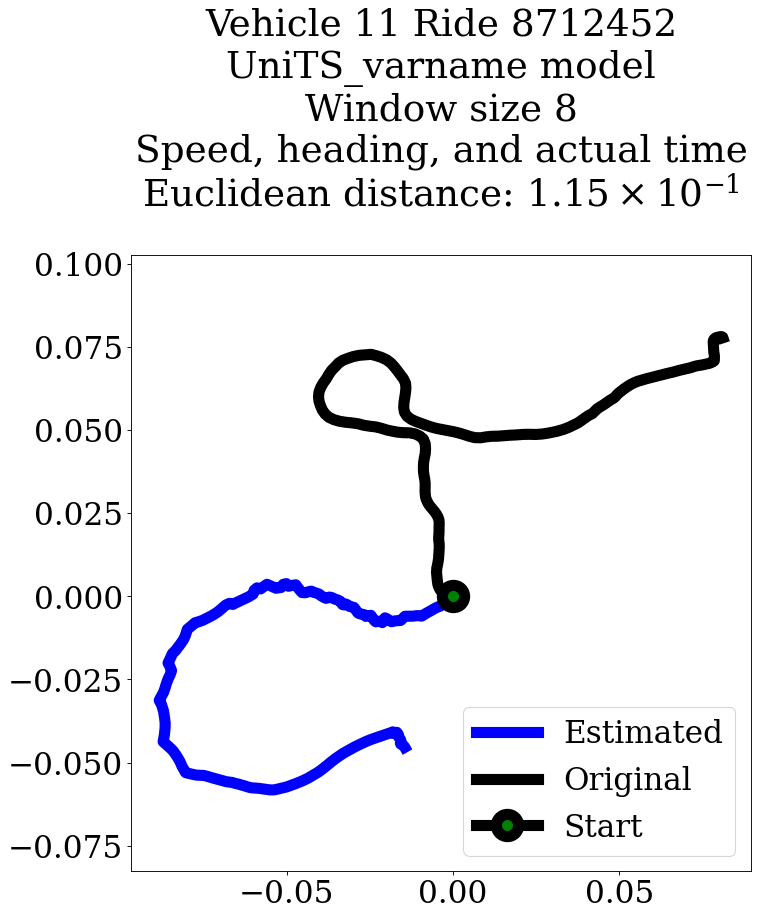 Vehicle 11 Ride 8712452
UniTS_varname model
Window size 8
Speed, heading, and actual time
Euclidean distance: 1.15 × 10⁻¹
0.100
0.075
0.050
0.025
0.000
−0.025
−0.050
−0.075
−0.05
0.00
0.05
Estimated
Original
Start